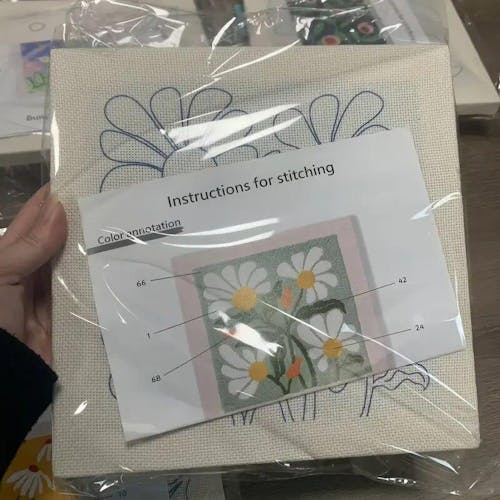 Instructions for stitching
Color annotation
66
42
1
24
68